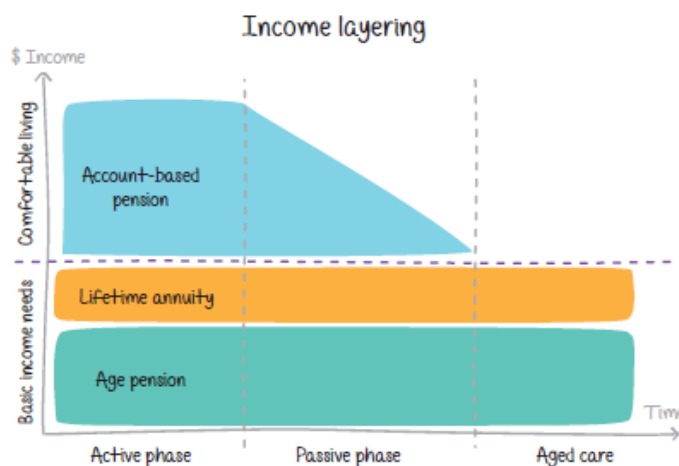 Income layering
$ Income
Comfortable living
Account-based
pension
Basic income needs
Lifetime annuity
Age pension
Time
Active phase
Passive phase
Aged care